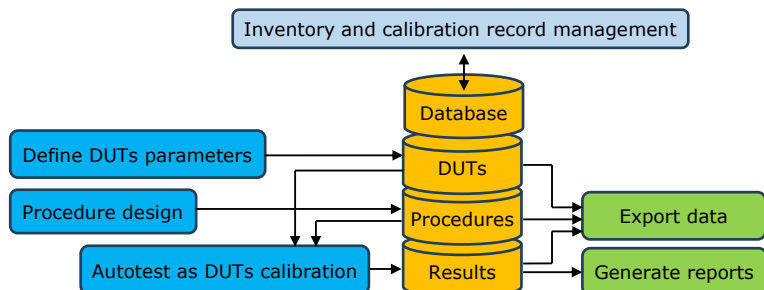 Inventory and calibration record management
Database
Define DUTs parameters
DUTs
Procedure design
Procedures
Export data
Autotest as DUTs calibration
Results
Generate reports